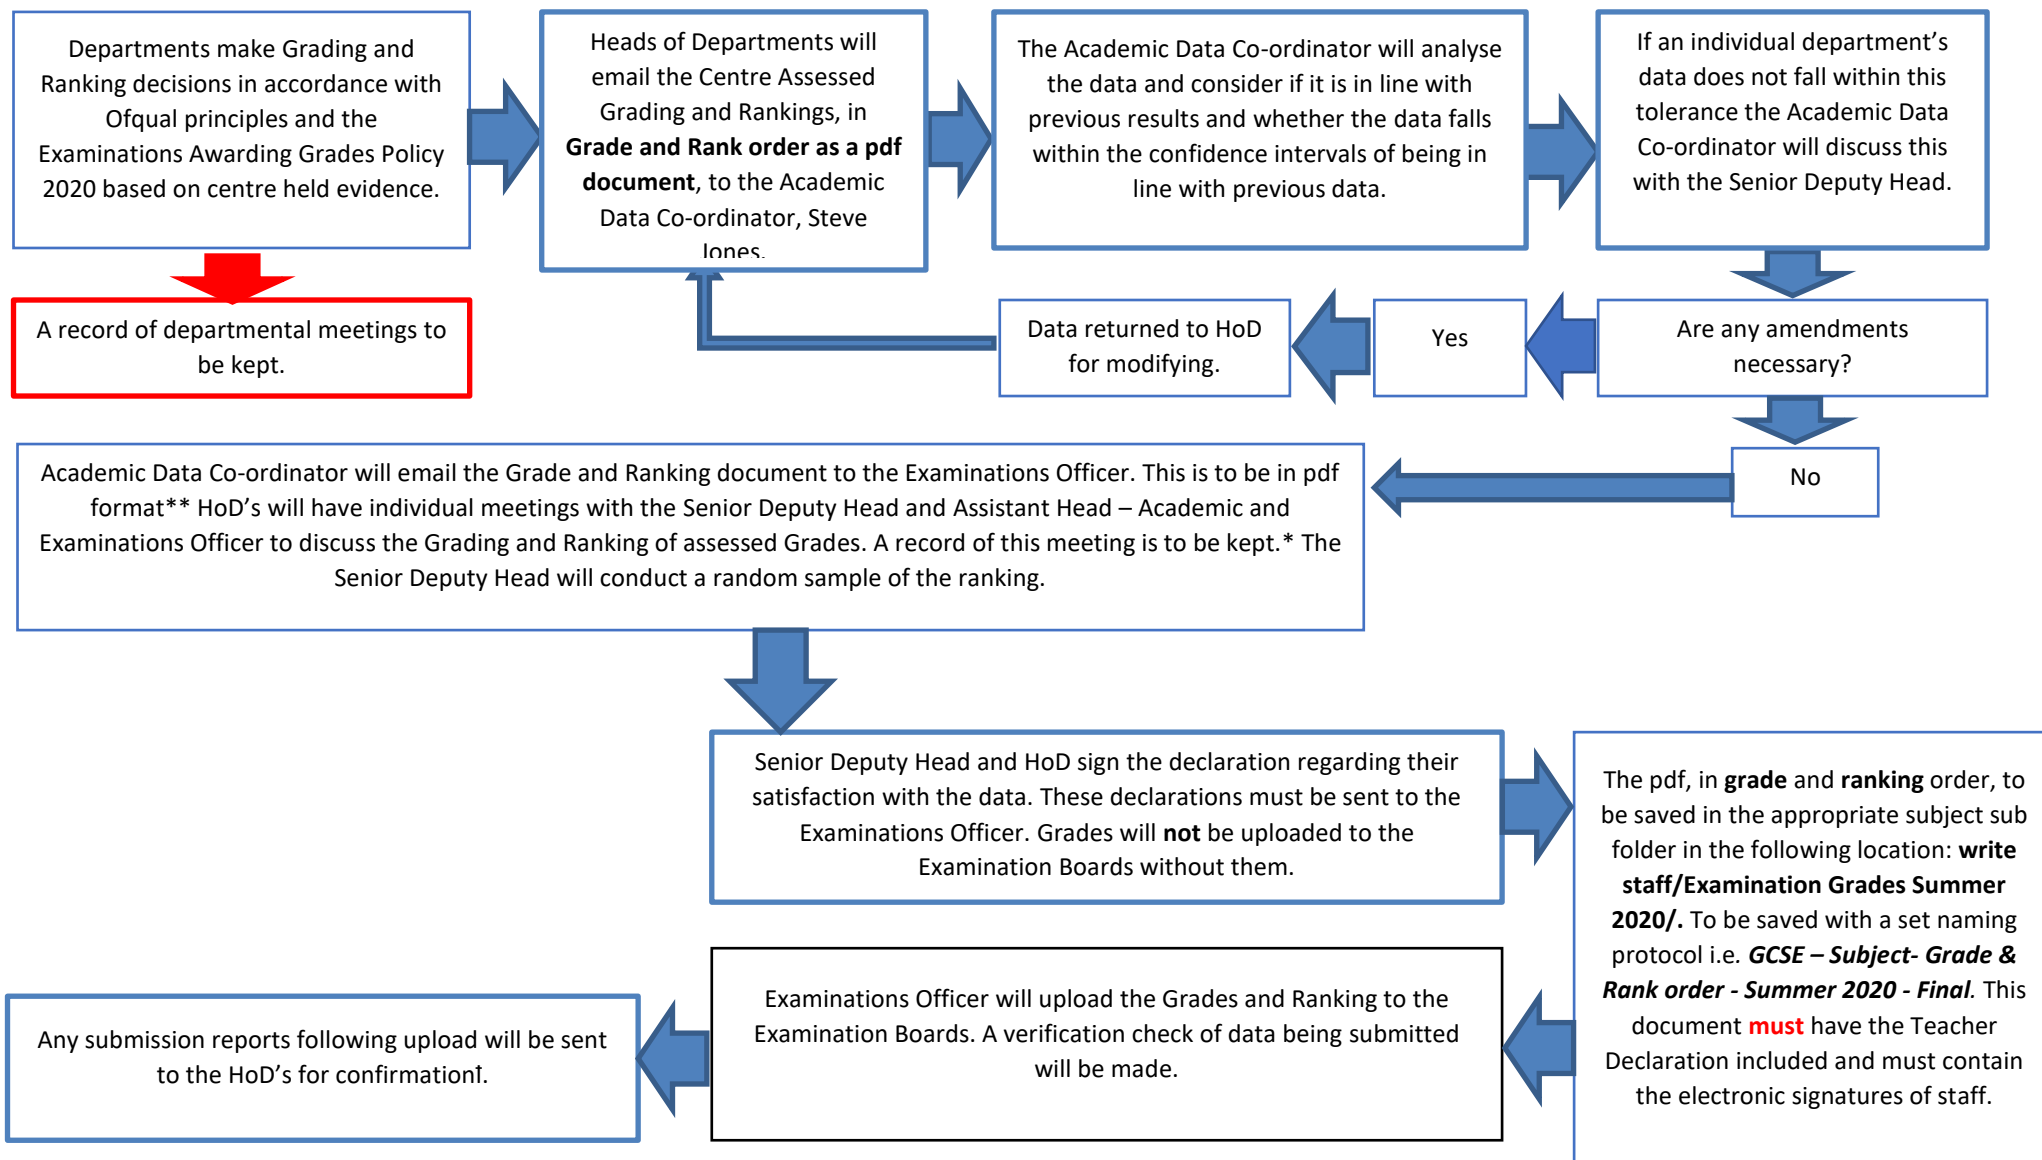 Departments make Grading and
Ranking decisions in accordance with
Ofqual principles and the
Examinations Awarding Grades Policy
2020 based on centre held evidence.
Heads of Departments will
email the Centre Assessed
Grading and Rankings, in
Grade and Rank order as a pdf
document, to the Academic
Data Co-ordinator, Steve
Jones.
The Academic Data Co-ordinator will analyse
the data and consider if it is in line with
previous results and whether the data falls
within the confidence intervals of being in
line with previous data.
If an individual department’s
data does not fall within this
tolerance the Academic Data
Co-ordinator will discuss this
with the Senior Deputy Head.
A record of departmental meetings to
be kept.
Data returned to HoD
for modifying.
Yes
Are any amendments
necessary?
No
Academic Data Co-ordinator will email the Grade and Ranking document to the Examinations Officer. This is to be in pdf
format** HoD’s will have individual meetings with the Senior Deputy Head and Assistant Head – Academic and
Examinations Officer to discuss the Grading and Ranking of assessed Grades. A record of this meeting is to be kept.* The
Senior Deputy Head will conduct a random sample of the ranking.
Senior Deputy Head and HoD sign the declaration regarding their
satisfaction with the data. These declarations must be sent to the
Examinations Officer. Grades will not be uploaded to the
Examination Boards without them.
The pdf, in grade and ranking order, to
be saved in the appropriate subject sub
folder in the following location: write
staff/Examination Grades Summer
2020/. To be saved with a set naming
protocol i.e. GCSE – Subject- Grade &
Rank order - Summer 2020 - Final. This
document must have the Teacher
Declaration included and must contain
the electronic signatures of staff.
Examinations Officer will upload the Grades and Ranking to the
Examination Boards. A verification check of data being submitted
will be made.
Any submission reports following upload will be sent
to the HoD’s for confirmation1.